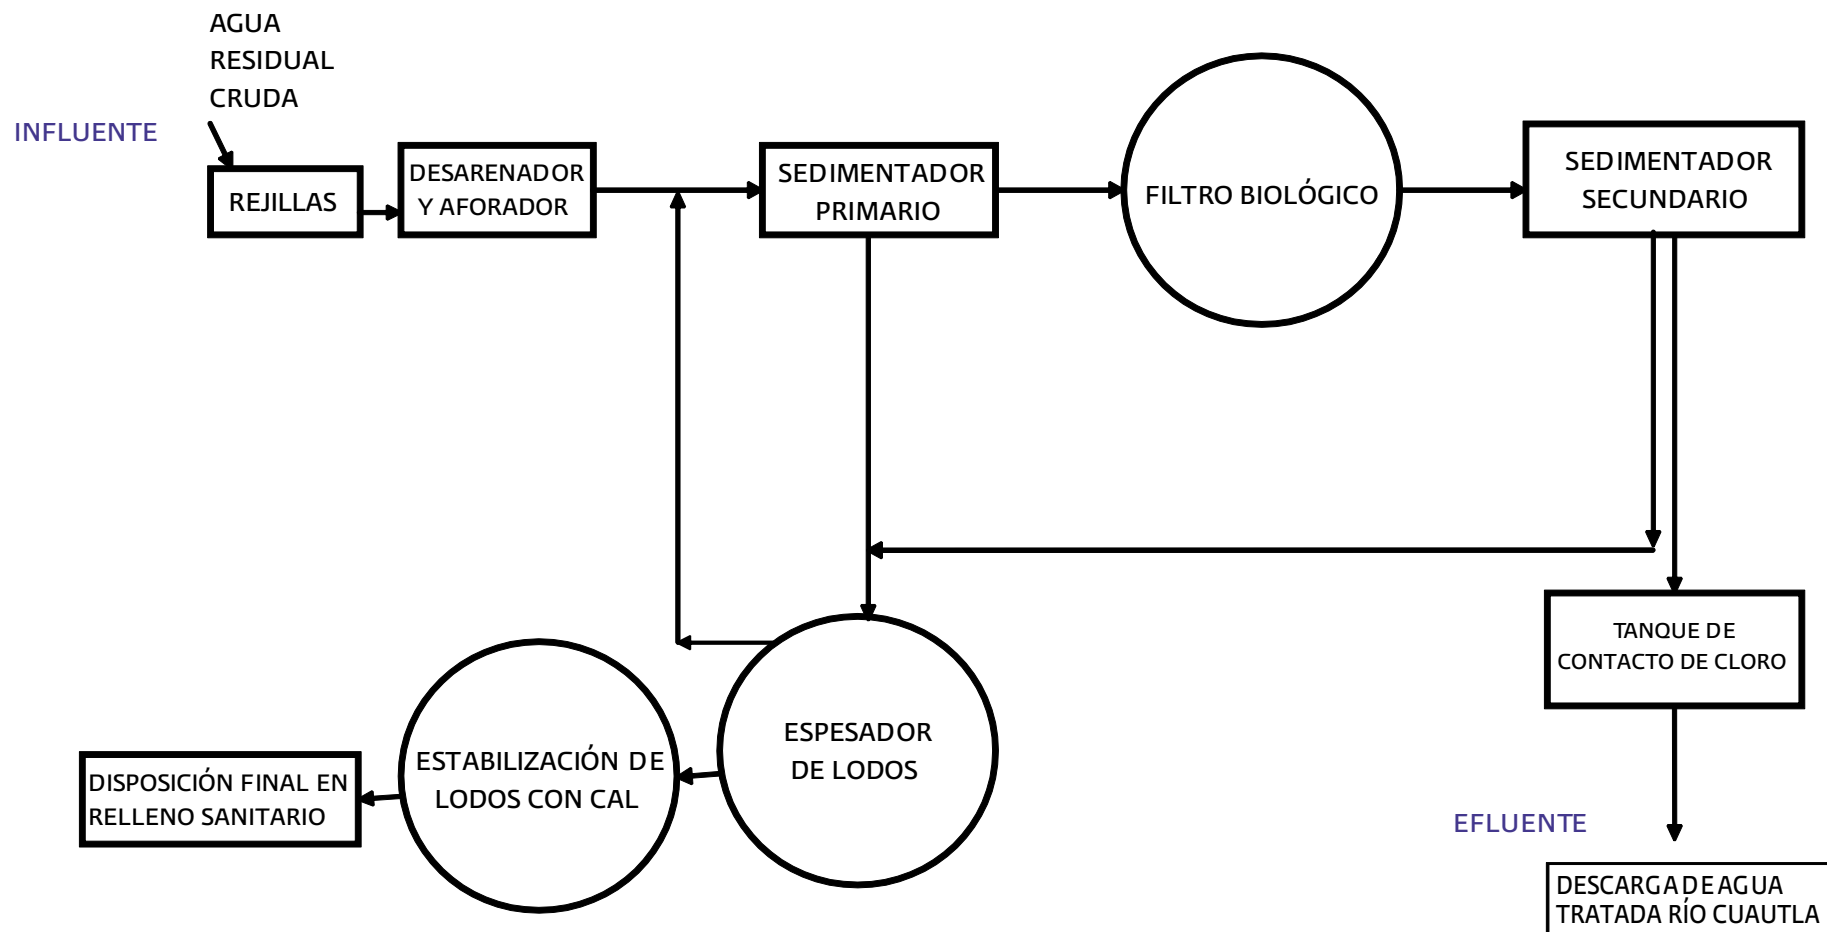 AGUA
RESIDUAL
CRUDA
INFLUENTE
REJILLAS
DESARENADOR
Y AFORADOR
SEDIMENTADOR
PRIMARIO
FILTRO BIOLÓGICO
SEDIMENTADOR
SECUNDARIO
TANQUE DE
CONTACTO DE CLORO
ESPESADOR
DE LODOS
ESTABILIZACIÓN DE
LODOS CON CAL
DISPOSICIÓN FINAL EN
RELLENO SANITARIO
EFLUENTE
DESCARGA DE AGUA
TRATADA RÍO CUAUTLA